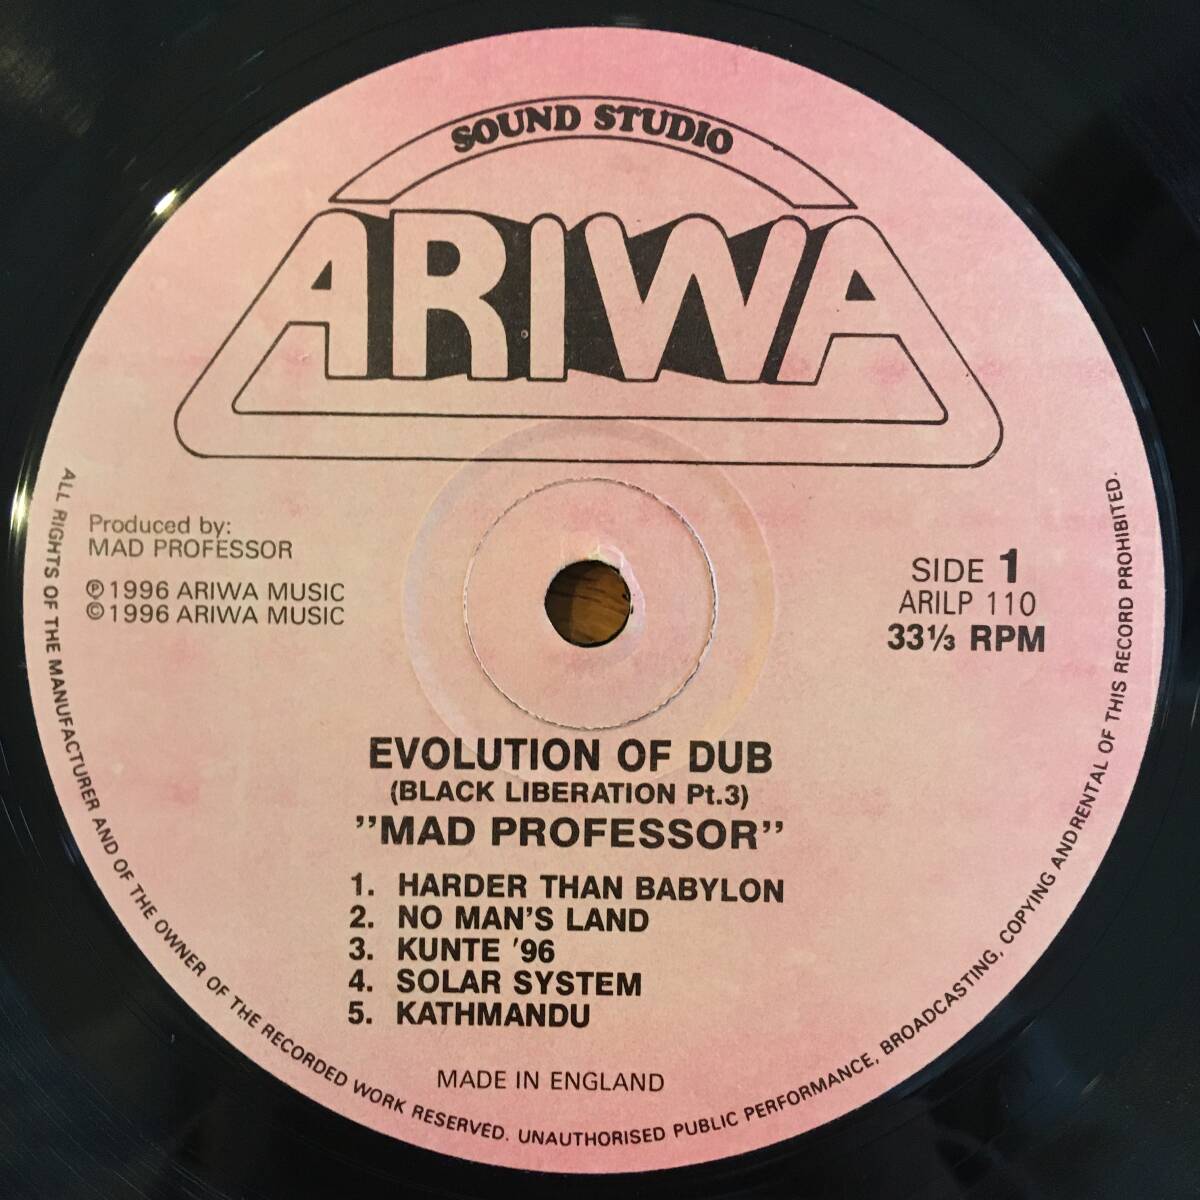 SOUND STUDIO
ARIWA
Produced by:
MAD PROFESSOR
℗1996 ARIWA MUSIC
©1996 ARIWA MUSIC
SIDE 1
ARILP 110
33⅓ RPM
EVOLUTION OF DUB
(BLACK LIBERATION Pt.3)
"MAD PROFESSOR"
1. HARDER THAN BABYLON
2. NO MAN'S LAND
3. KUNTE '96
4. SOLAR SYSTEM
5. KATHMANDU
MADE IN ENGLAND
ALL RIGHTS OF THE MANUFACTURER AND OF THE OWNER OF THE RECORDED WORK RESERVED. UNAUTHORISED PUBLIC PERFORMANCE, BROADCASTING, COPYING ANDRENTAL OF THIS RECORD PROHIBITED.